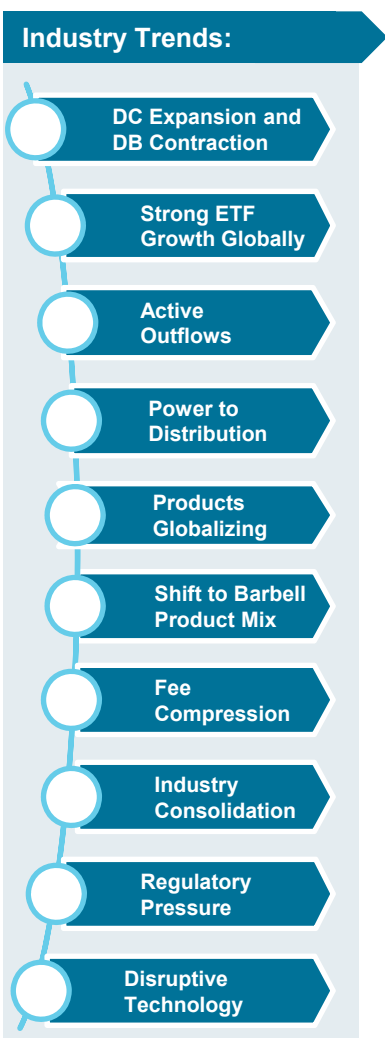 Industry Trends:
DC Expansion and
DB Contraction
Strong ETF
Growth Globally
Active
Outflows
Power to
Distribution
Products
Globalizing
Shift to Barbell
Product Mix
Fee
Compression
Industry
Consolidation
Regulatory
Pressure
Disruptive
Technology